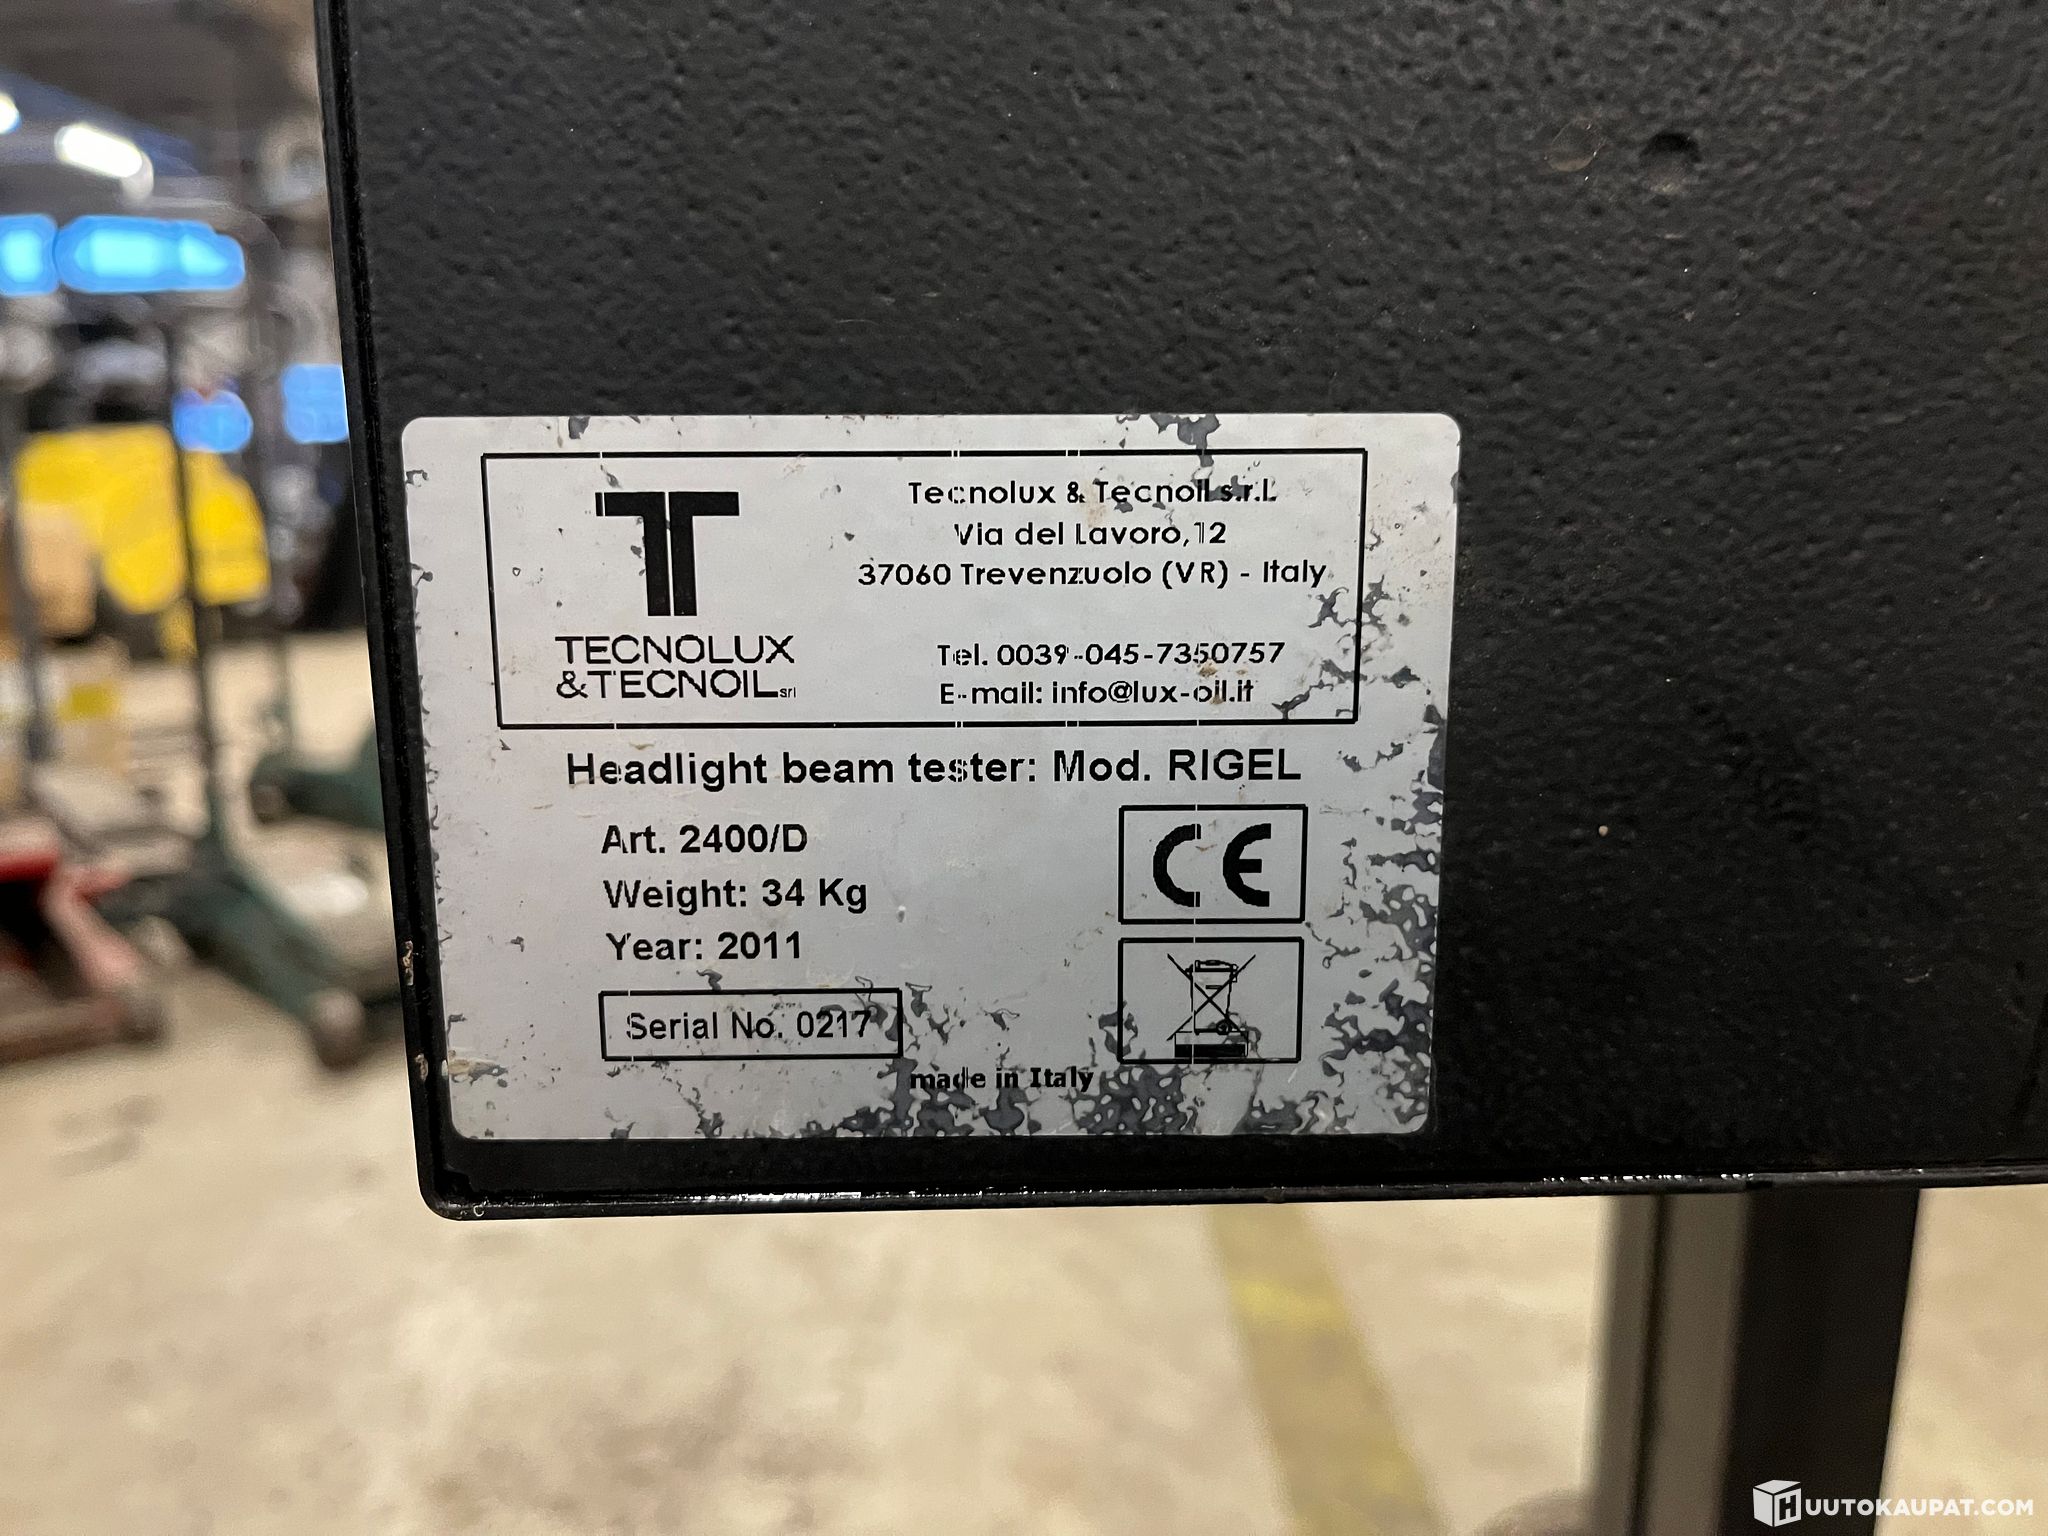 TECNOLUX
&TECNOIL srl
Tecnolux & Tecnoil s.r.l.
Via del Lavoro,12
37060 Trevenzuolo (VR) - Italy
Tel. 0039-045-7350757
E-mail: info@lux-oil.it
Headlight beam tester: Mod. RIGEL
Art. 2400/D
Weight: 34 Kg
Year: 2011
Serial No. 0217
CE
made in Italy
HUUTOKAUPAT.COM